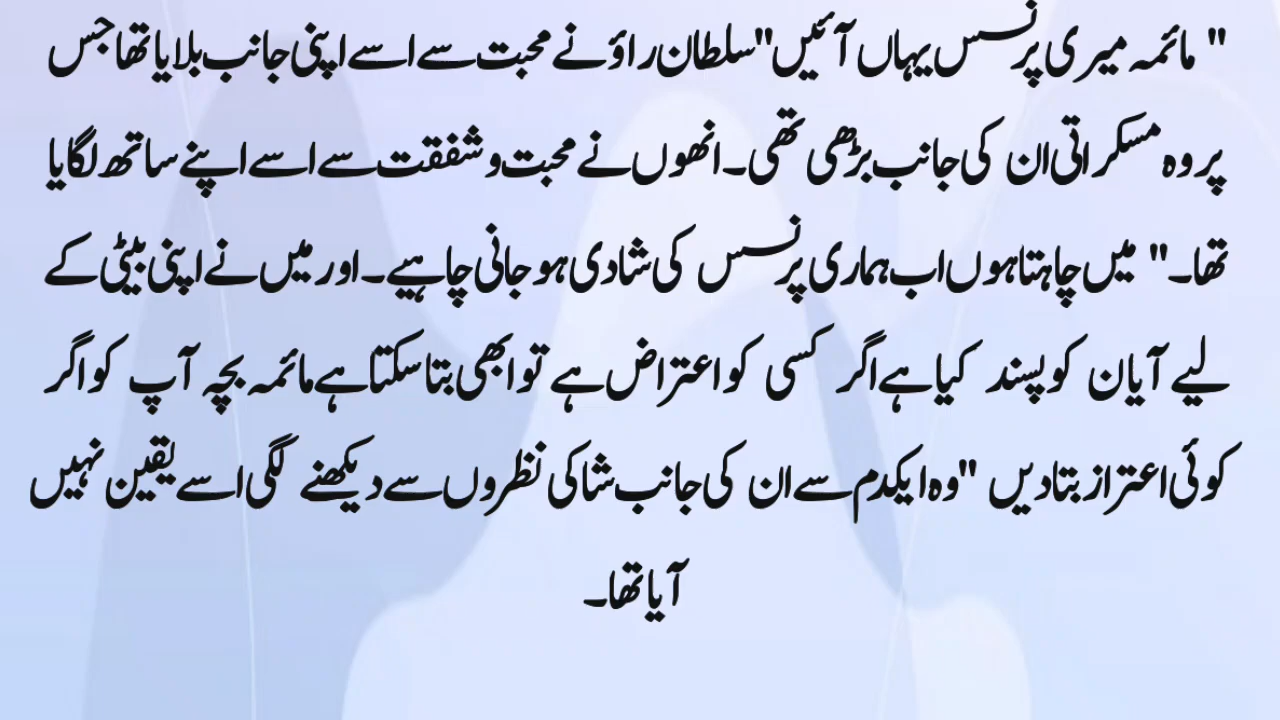 " مائمہ میری پرنسس یہاں آئیں"سلطان راؤ نے محبت سے اسے اپنی جانب بلایا تھا جس
پر وہ مسکراتی ان کی جانب بڑھی تھی۔ انھوں نے محبت و شفقت سے اسے اپنے ساتھ لگایا
تھا۔" میں چاہتا ہوں اب ہماری پرنسس کی شادی ہو جانی چاہیے۔ اور میں نے اپنی بیٹی کے
لیے آیان کو پسند کیا ہے اگر کسی کو اعتراض ہے تو ابھی بتا سکتا ہے مائمہ بچہ آپ کو اگر
کوئی اعتراز بتا دیں "وہ ایکدم سے ان کی جانب شاکی نظروں سے دیکھنے لگی اسے یقین نہیں
آیا تھا۔